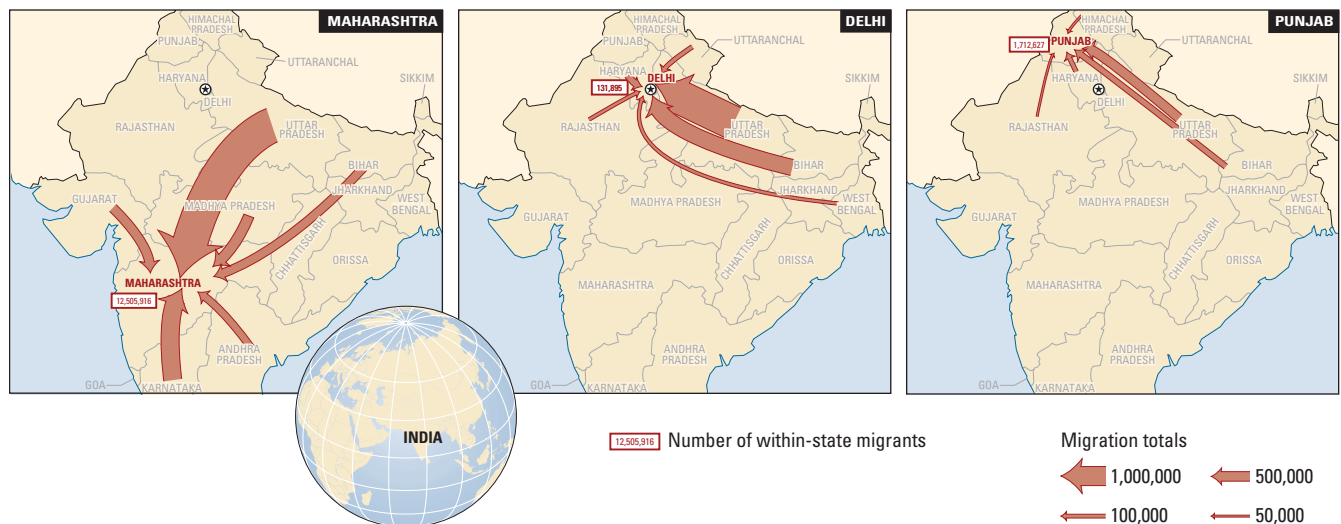 MAHARASHTRA
HIMACHAL
PRADESH
PUNJAB
UTTARANCHAL
HARYANA
DELHI
SIKKIM
RAJASTHAN
UTTAR
PRADESH
BIHAR
JHARKHAND
GUJARAT
MADHYA PRADESH
WEST
BENGAL
CHHATTISGARH
ORISSA
MAHARASHTRA
12,505,916
ANDHRA
PRADESH
GOA
KARNATAKA
DELHI
HIMACHAL
PRADESH
PUNJAB
UTTARANCHAL
HARYANA
DELHI
131,895
SIKKIM
RAJASTHAN
UTTAR
PRADESH
BIHAR
JHARKHAND
WEST
BENGAL
MADHYA PRADESH
GUJARAT
CHHATTISGARH
ORISSA
MAHARASHTRA
ANDHRA
PRADESH
GOA
KARNATAKA
PUNJAB
HIMACHAL
PRADESH
PUNJAB
1,712,627
UTTARANCHAL
HARYANA
DELHI
SIKKIM
RAJASTHAN
UTTAR
PRADESH
BIHAR
JHARKHAND
WEST
BENGAL
MADHYA PRADESH
GUJARAT
CHHATTISGARH
ORISSA
MAHARASHTRA
ANDHRA
PRADESH
GOA
KARNATAKA
INDIA
12,505,916 Number of within-state migrants
Migration totals
1,000,000
500,000
100,000
50,000